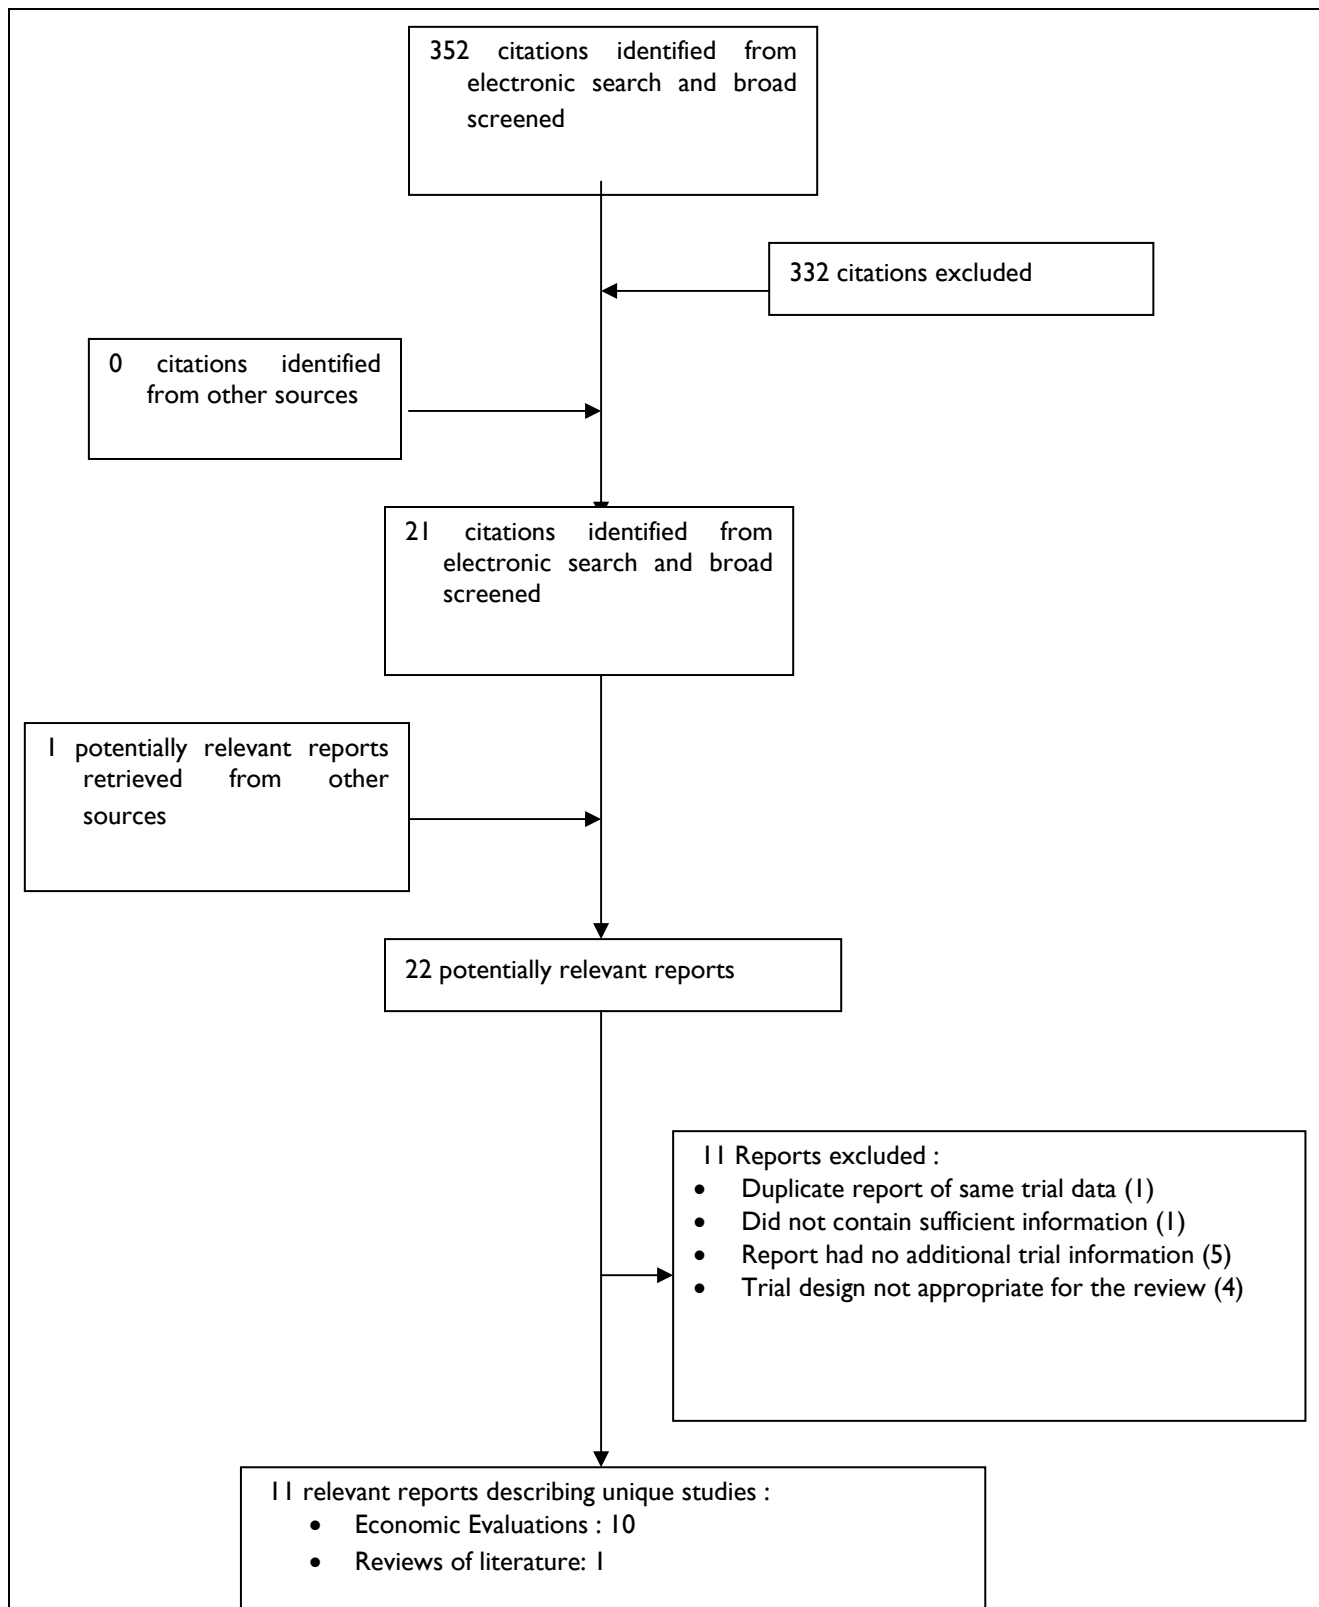 352 citations identified from
electronic search and broad
screened
332 citations excluded
0 citations identified
from other sources
21 citations identified from
electronic search and broad
screened
1 potentially relevant reports
retrieved from other
sources
22 potentially relevant reports
11 Reports excluded :
• Duplicate report of same trial data (1)
• Did not contain sufficient information (1)
• Report had no additional trial information (5)
• Trial design not appropriate for the review (4)
11 relevant reports describing unique studies :
• Economic Evaluations : 10
• Reviews of literature: 1